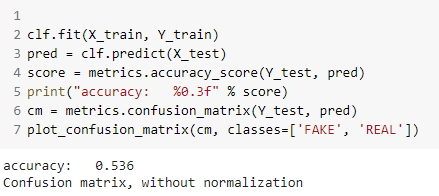 1
2 clf.fit(X_train, Y_train)
3 pred = clf.predict(X_test)
4 score = metrics.accuracy_score(Y_test, pred)
5 print("accuracy:   %0.3f" % score)
6 cm = metrics.confusion_matrix(Y_test, pred)
7 plot_confusion_matrix(cm, classes=['FAKE', 'REAL'])
accuracy:   0.536
Confusion matrix, without normalization